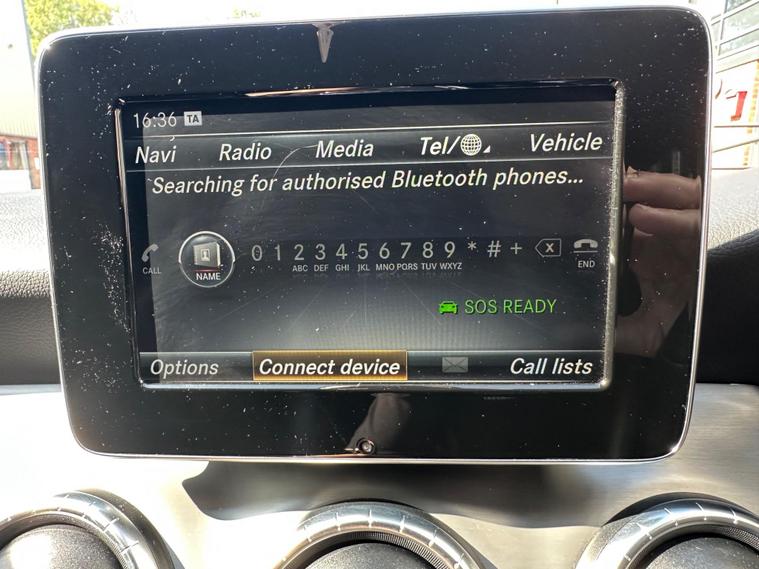 16:36 TA
Navi Radio Media Tel/ Vehicle
Searching for authorised Bluetooth phones...
0 1 2 3 4 5 6 7 8 9 * # + X
ABC DEF GHI JKL MNO PQRS TUV WXYZ
CALL NAME END
SOS READY
Options Connect device Call lists